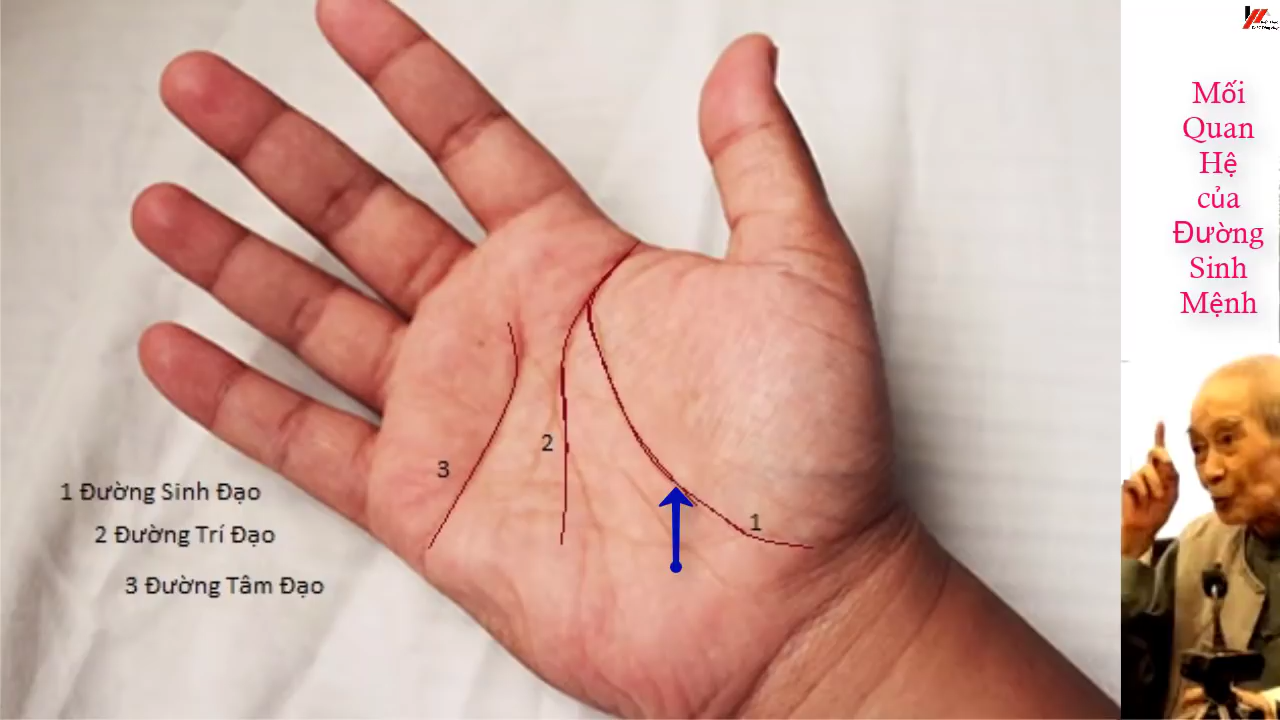 Mối
Quan
Hệ
của
Đường
Sinh
Mệnh
3
2
1
1 Đường Sinh Đạo
2 Đường Trí Đạo
3 Đường Tâm Đạo